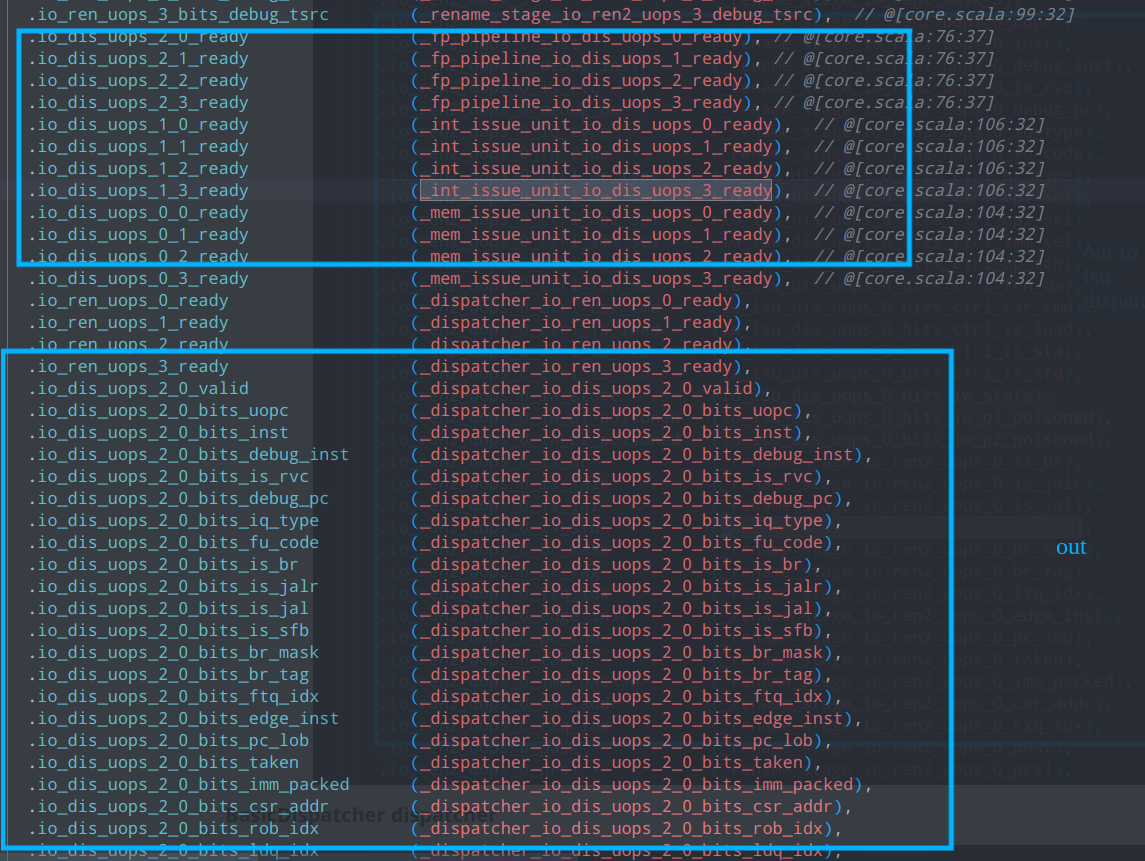 .io_ren_uops_3_bits_debug_tsrc (_rename_stage_io_ren2_uops_3_debug_tsrc), // @[core.scala:99:32]
.io_dis_uops_2_0_ready (_fp_pipeline_io_dis_uops_0_ready), // @[core.scala:76:37]
.io_dis_uops_2_1_ready (_fp_pipeline_io_dis_uops_1_ready), // @[core.scala:76:37]
.io_dis_uops_2_2_ready (_fp_pipeline_io_dis_uops_2_ready), // @[core.scala:76:37]
.io_dis_uops_2_3_ready (_fp_pipeline_io_dis_uops_3_ready), // @[core.scala:76:37]
.io_dis_uops_1_0_ready (_int_issue_unit_io_dis_uops_0_ready), // @[core.scala:106:32]
.io_dis_uops_1_1_ready (_int_issue_unit_io_dis_uops_1_ready), // @[core.scala:106:32]
.io_dis_uops_1_2_ready (_int_issue_unit_io_dis_uops_2_ready), // @[core.scala:106:32]
.io_dis_uops_1_3_ready (_int_issue_unit_io_dis_uops_3_ready), // @[core.scala:106:32]
.io_dis_uops_0_0_ready (_mem_issue_unit_io_dis_uops_0_ready), // @[core.scala:104:32]
.io_dis_uops_0_1_ready (_mem_issue_unit_io_dis_uops_1_ready), // @[core.scala:104:32]
.io_dis_uops_0_2_ready (_mem_issue_unit_io_dis_uops_2_ready), // @[core.scala:104:32]
.io_dis_uops_0_3_ready (_mem_issue_unit_io_dis_uops_3_ready), // @[core.scala:104:32]
.io_ren_uops_0_ready (_dispatcher_io_ren_uops_0_ready),
.io_ren_uops_1_ready (_dispatcher_io_ren_uops_1_ready),
.io_ren_uops_2_ready (_dispatcher_io_ren_uops_2_ready),
.io_ren_uops_3_ready (_dispatcher_io_ren_uops_3_ready),
.io_dis_uops_2_0_valid (_dispatcher_io_dis_uops_2_0_valid),
.io_dis_uops_2_0_bits_uopc (_dispatcher_io_dis_uops_2_0_bits_uopc),
.io_dis_uops_2_0_bits_inst (_dispatcher_io_dis_uops_2_0_bits_inst),
.io_dis_uops_2_0_bits_debug_inst (_dispatcher_io_dis_uops_2_0_bits_debug_inst),
.io_dis_uops_2_0_bits_is_rvc (_dispatcher_io_dis_uops_2_0_bits_is_rvc),
.io_dis_uops_2_0_bits_debug_pc (_dispatcher_io_dis_uops_2_0_bits_debug_pc),
.io_dis_uops_2_0_bits_iq_type (_dispatcher_io_dis_uops_2_0_bits_iq_type),
.io_dis_uops_2_0_bits_fu_code (_dispatcher_io_dis_uops_2_0_bits_fu_code),
out
.io_dis_uops_2_0_bits_is_br (_dispatcher_io_dis_uops_2_0_bits_is_br),
.io_dis_uops_2_0_bits_is_jalr (_dispatcher_io_dis_uops_2_0_bits_is_jalr),
.io_dis_uops_2_0_bits_is_jal (_dispatcher_io_dis_uops_2_0_bits_is_jal),
.io_dis_uops_2_0_bits_is_sfb (_dispatcher_io_dis_uops_2_0_bits_is_sfb),
.io_dis_uops_2_0_bits_br_mask (_dispatcher_io_dis_uops_2_0_bits_br_mask),
.io_dis_uops_2_0_bits_br_tag (_dispatcher_io_dis_uops_2_0_bits_br_tag),
.io_dis_uops_2_0_bits_ftq_idx (_dispatcher_io_dis_uops_2_0_bits_ftq_idx),
.io_dis_uops_2_0_bits_edge_inst (_dispatcher_io_dis_uops_2_0_bits_edge_inst),
.io_dis_uops_2_0_bits_pc_lob (_dispatcher_io_dis_uops_2_0_bits_pc_lob),
.io_dis_uops_2_0_bits_taken (_dispatcher_io_dis_uops_2_0_bits_taken),
.io_dis_uops_2_0_bits_imm_packed (_dispatcher_io_dis_uops_2_0_bits_imm_packed),
.io_dis_uops_2_0_bits_csr_addr (_dispatcher_io_dis_uops_2_0_bits_csr_addr),
BasicDispatcher dispatcher
.io_dis_uops_2_0_bits_rob_idx (_dispatcher_io_dis_uops_2_0_bits_rob_idx),
.io_dis_uops_2_0_bits_ldq_idx (_dispatcher_io_dis_uops_2_0_bits_ldq_idx),